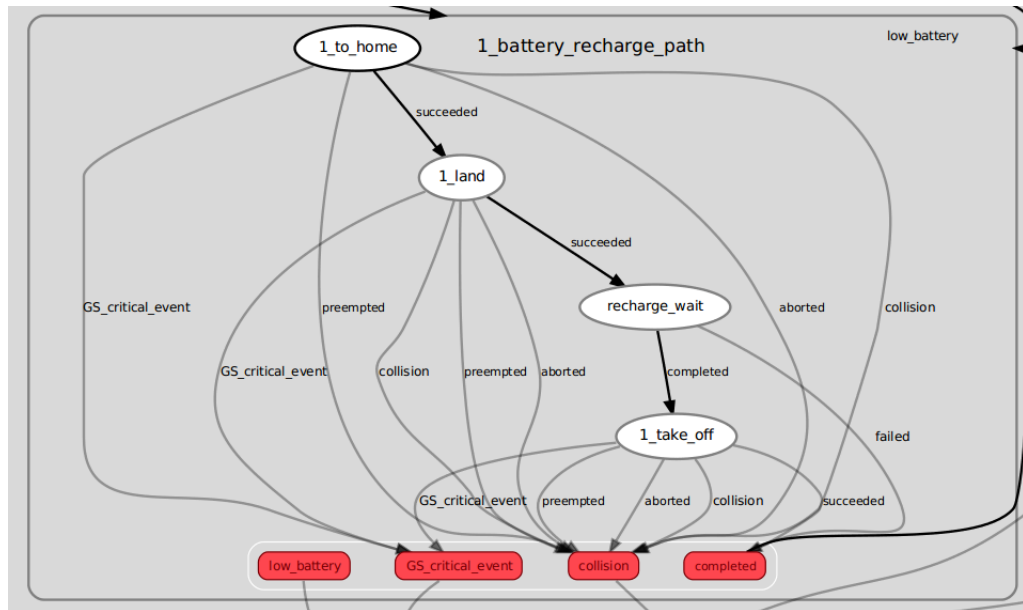 1_to_home
1_battery_recharge_path
low_battery
succeeded
1_land
succeeded
GS_critical_event
preempted
recharge_wait
aborted
collision
GS_critical_event
collision
preempted
aborted
completed
1_take_off
failed
GS_critical_event
preempted
aborted
collision
succeeded
low_battery
GS_critical_event
collision
completed